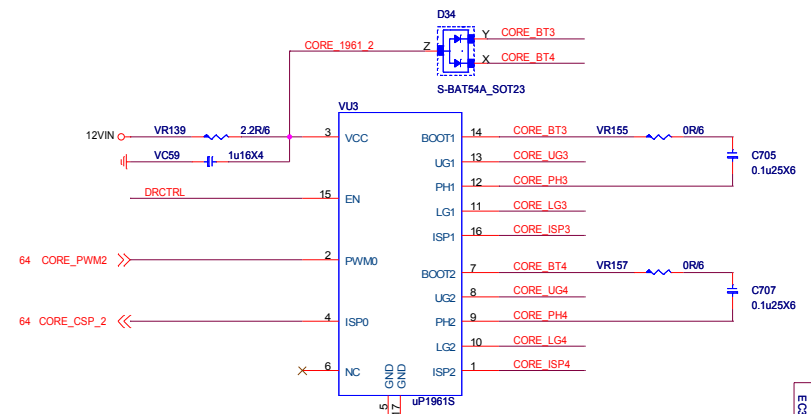 D34
CORE_1961_2
Z
Y
CORE_BT3
X
CORE_BT4
S-BAT54A_SOT23
VU3
12VIN
VR139
2.2R/6
3
VCC
BOOT1
14
CORE_BT3
VR155
0R/6
VC59
1u16X4
UG1
13
CORE_UG3
C705
0.1u25X6
DRCTRL
15
EN
PH1
12
CORE_PH3
LG1
11
CORE_LG3
ISP1
16
CORE_ISP3
64
CORE_PWM2
2
PWM0
BOOT2
7
CORE_BT4
VR157
0R/6
UG2
8
CORE_UG4
C707
0.1u25X6
64
CORE_CSP_2
4
ISP0
PH2
9
CORE_PH4
LG2
10
CORE_LG4
6
NC
GND
GND
ISP2
1
CORE_ISP4
5
17
uP1961S